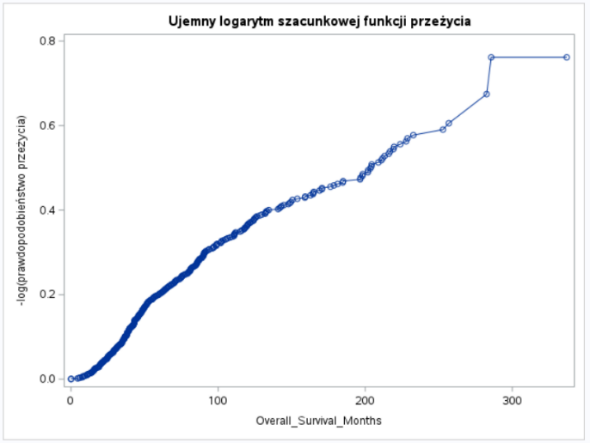 Ujemny logarytm szacunkowej funkcji przeżycia
0.8
0.6
0.4
0.2
0.0
-log(prawdopodobieństwo przeżycia)
0 100 200 300
Overall_Survival_Months